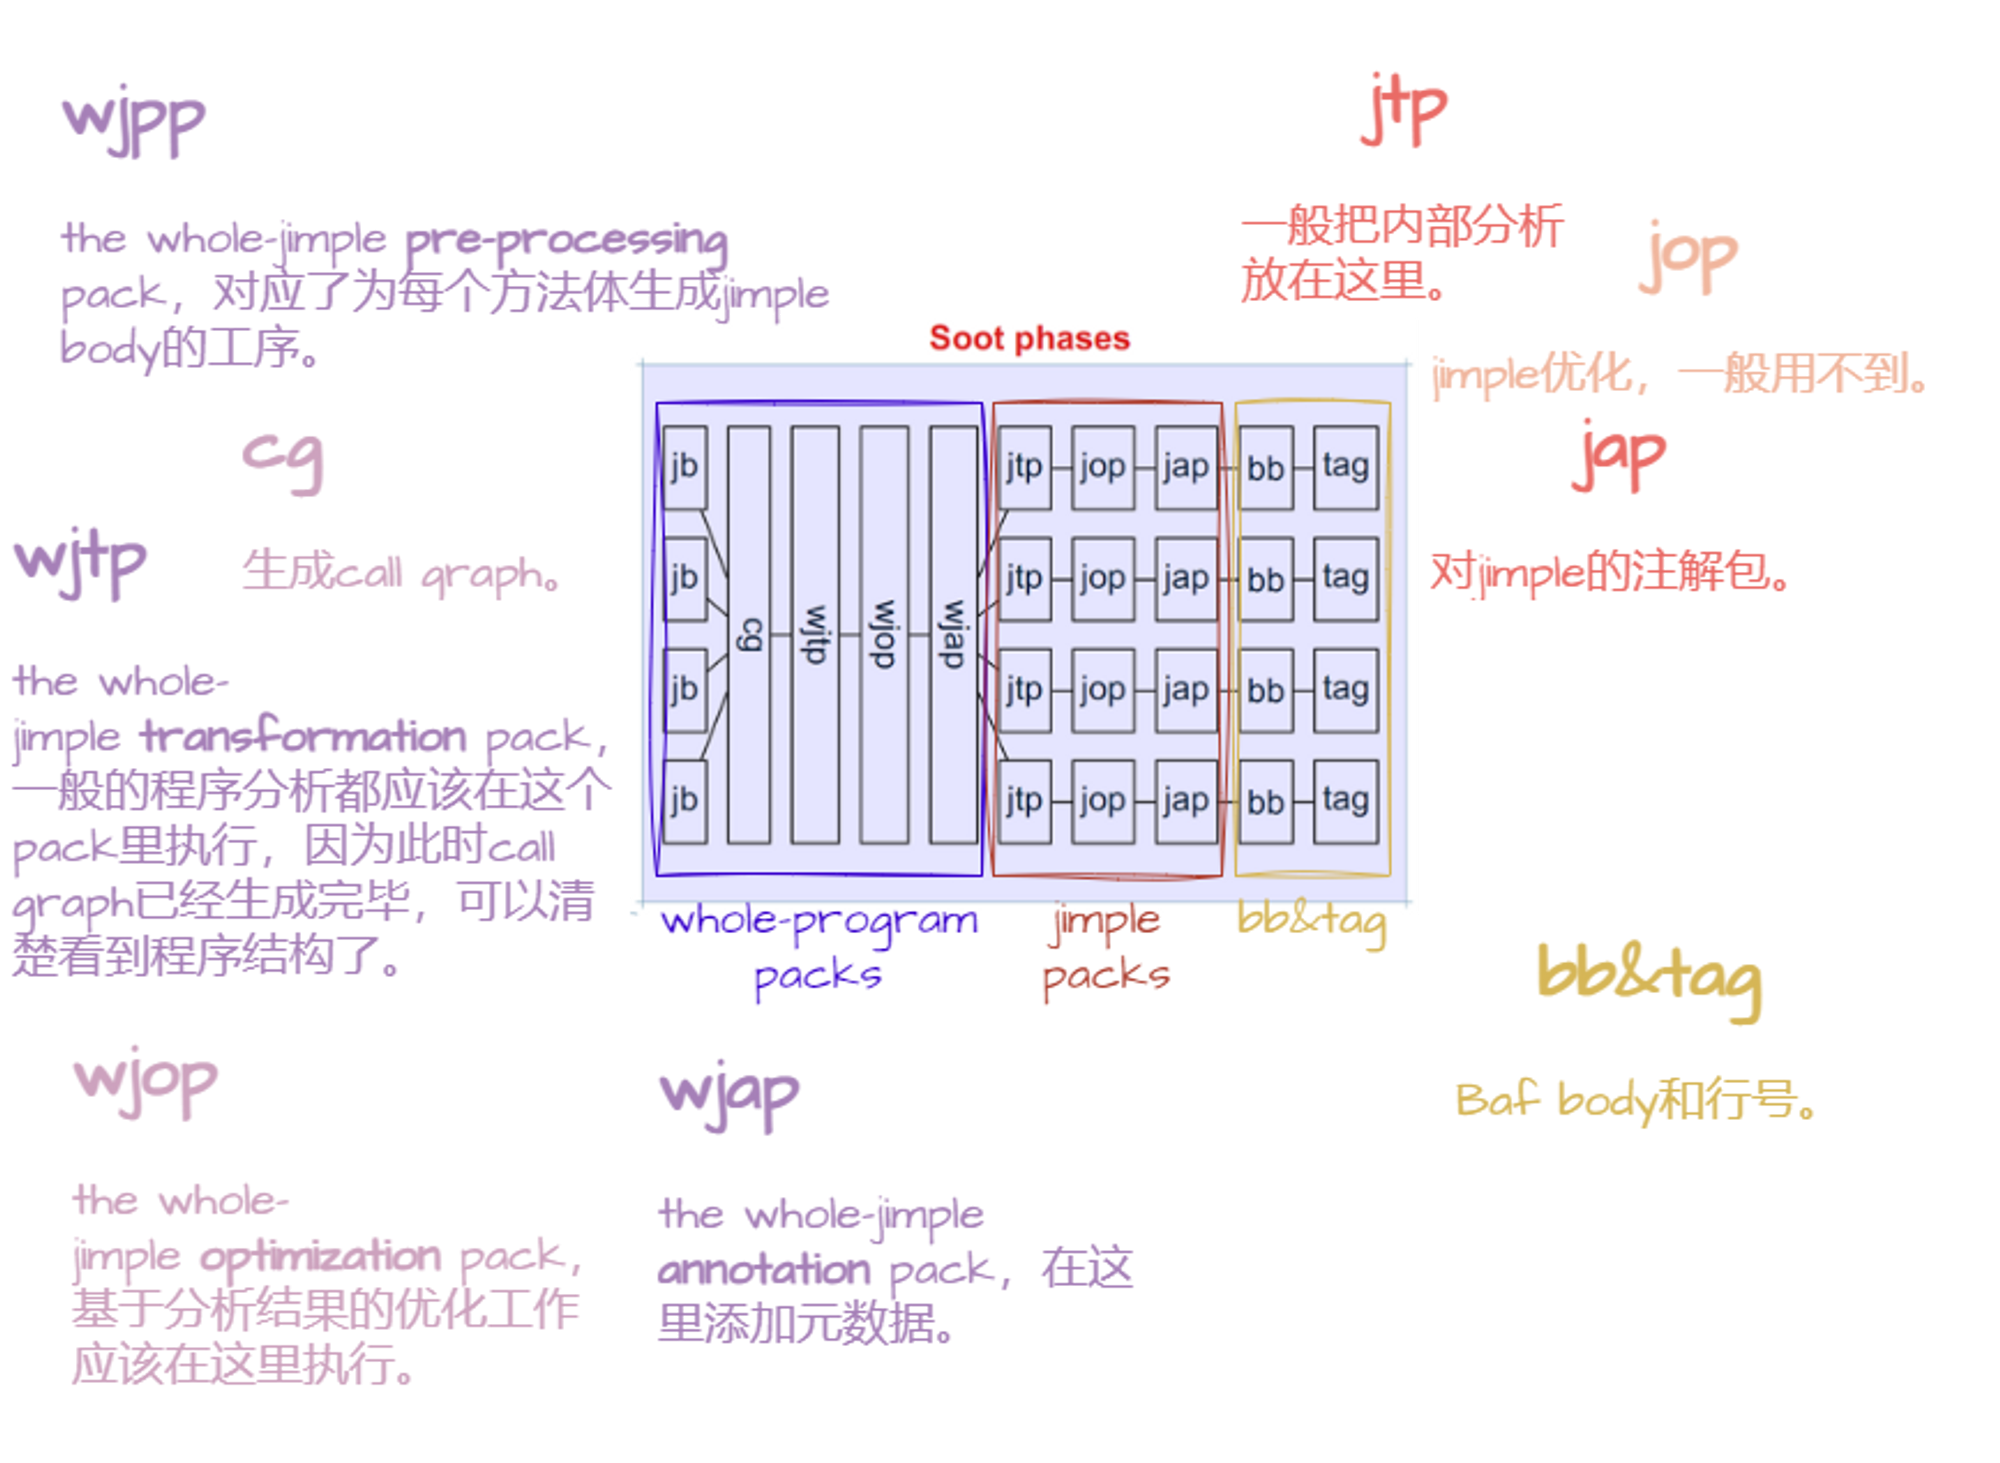 wjpp
the whole-jimple pre-processing
pack，对应了为每个方法体生成jimple
body的工序。
cg
生成call graph。
wjtp
the whole-
jimple transformation pack，
一般的程序分析都应该在这个
pack里执行，因为此时call
graph已经生成完毕，可以清
楚看到程序结构了。
wjop
the whole-
jimple optimization pack，
基于分析结果的优化工作
应该在这里执行。
wjap
the whole-jimple
annotation pack，在这
里添加元数据。
Soot phases
jb
jb
jb
jb
cg
wjtp
wjop
wjap
jtp jop jap bb tag
jtp jop jap bb tag
jtp jop jap bb tag
jtp jop jap bb tag
whole-program
packs
jimple
packs
bb&tag
jtp
一般把内部分析
放在这里。
jop
jimple优化，一般用不到。
jap
对jimple的注解包。
bb&tag
Baf body和行号。